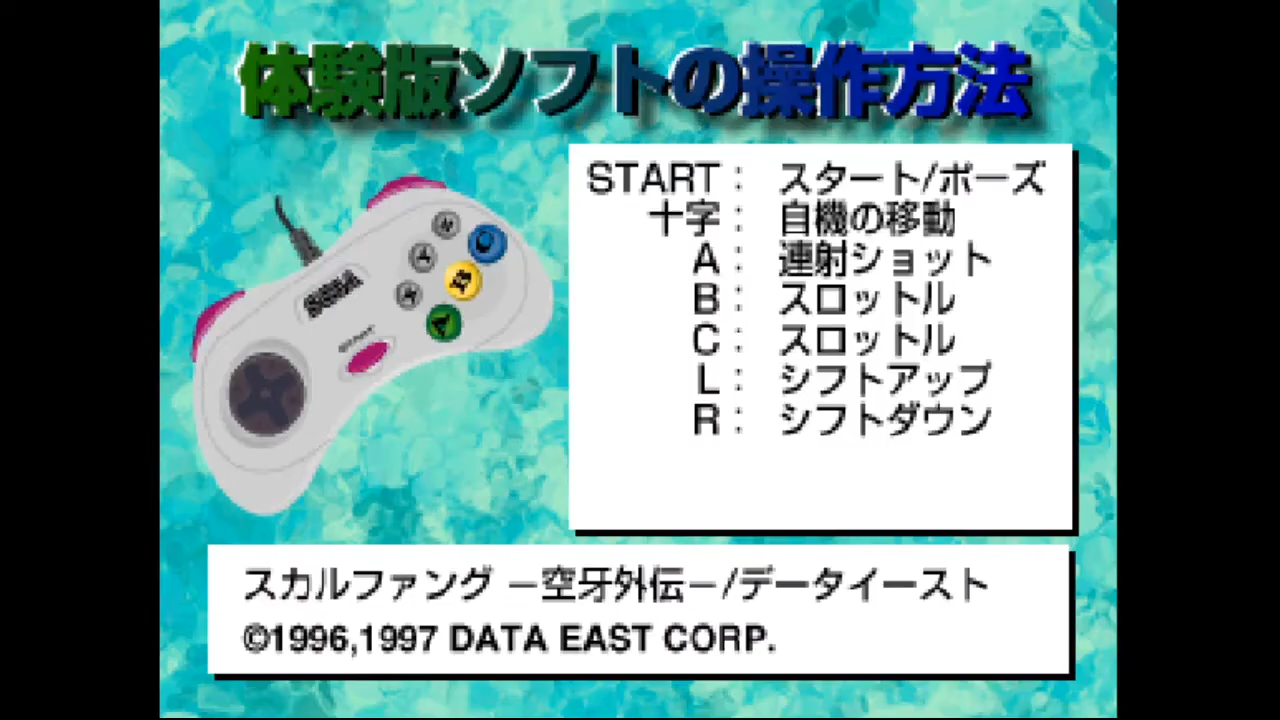 体験版ソフトの操作方法
START： スタート/ポーズ
十字： 自機の移動
A： 連射ショット
B： スロットル
C： スロットル
L： シフトアップ
R： シフトダウン
SEGA
X
Y
Z
A
B
C
スカルファング －空牙外伝－/データイースト
©1996,1997 DATA EAST CORP.